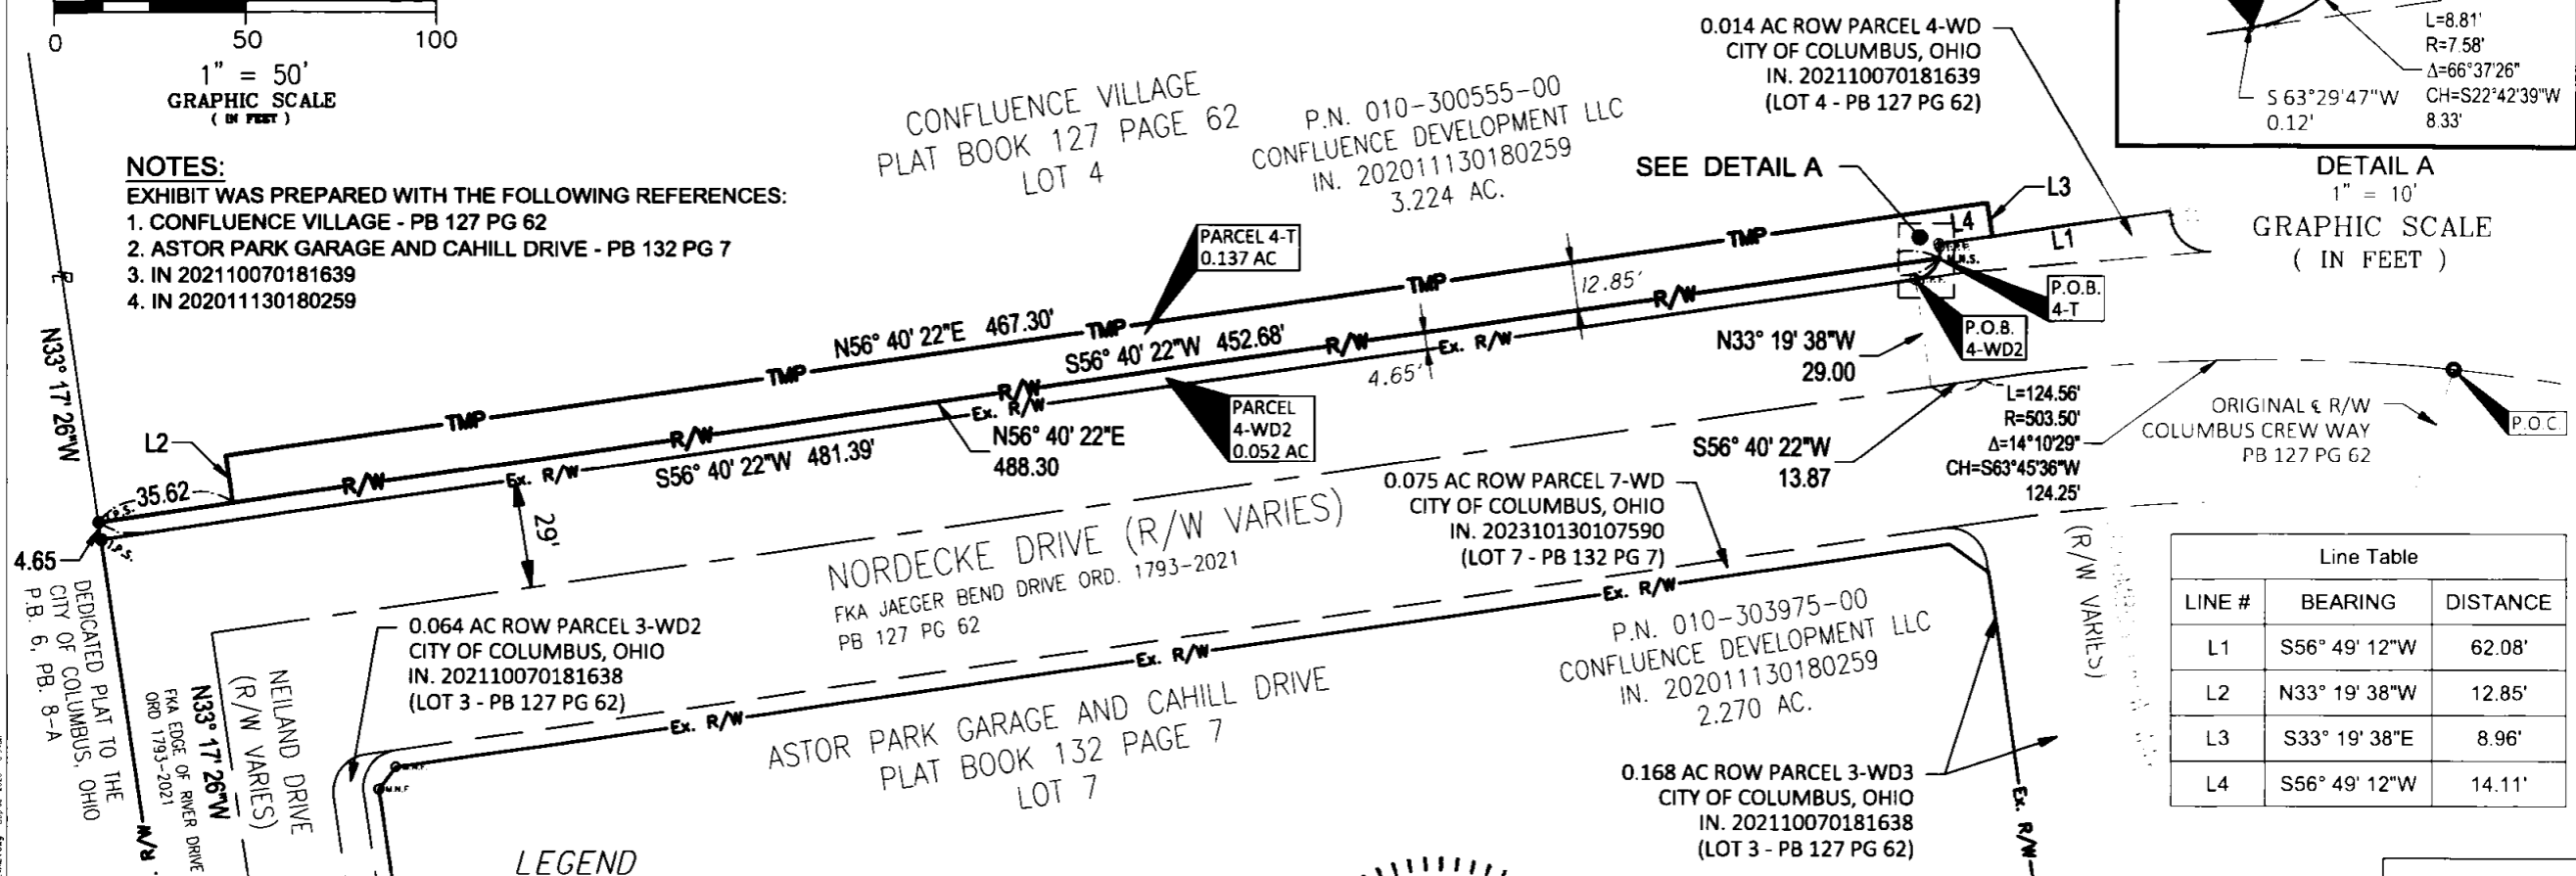 0 50 100
1" = 50'
GRAPHIC SCALE
( IN FEET )
NOTES:
EXHIBIT WAS PREPARED WITH THE FOLLOWING REFERENCES:
1. CONFLUENCE VILLAGE - PB 127 PG 62
2. ASTOR PARK GARAGE AND CAHILL DRIVE - PB 132 PG 7
3. IN 202110070181639
4. IN 202011130180259
CONFLUENCE VILLAGE
PLAT BOOK 127 PAGE 62
LOT 4
P.N. 010-300555-00
CONFLUENCE DEVELOPMENT LLC
IN. 202011130180259
3.224 AC.
0.014 AC ROW PARCEL 4-WD
CITY OF COLUMBUS, OHIO
IN. 202110070181639
(LOT 4 - PB 127 PG 62)
SEE DETAIL A
L=8.81'
R=7.58'
Δ=66°37'26"
CH=S22°42'39"W
8.33'
S 63°29'47"W
0.12'
DETAIL A
1" = 10'
GRAPHIC SCALE
( IN FEET )
L3
L4
L1
PARCEL 4-T
0.137 AC
TMP
TMP
TMP
TMP
TMP
12.85'
N56° 40' 22"E 467.30'
S56° 40' 22"W 452.68'
R/W
R/W
R/W
R/W
R/W
Ex. R/W
Ex. R/W
Ex. R/W
4.65'
P.O.B.
4-T
P.O.B.
4-WD2
N33° 19' 38"W
29.00
PARCEL
4-WD2
0.052 AC
N56° 40' 22"E
488.30
S56° 40' 22"W 481.39'
N33° 17' 26"W
L2
35.62
I.P.S.
I.P.S.
4.65
29'
S56° 40' 22"W
13.87
L=124.56'
R=503.50'
Δ=14°10'29"
CH=S63°45'36"W
124.25'
ORIGINAL ℄ R/W
COLUMBUS CREW WAY
PB 127 PG 62
P.O.C.
NORDECKE DRIVE (R/W VARIES)
FKA JAEGER BEND DRIVE ORD. 1793-2021
PB 127 PG 62
0.075 AC ROW PARCEL 7-WD
CITY OF COLUMBUS, OHIO
IN. 202310130107590
(LOT 7 - PB 132 PG 7)
(R/W VARIES)
DEDICATED PLAT TO THE
CITY OF COLUMBUS, OHIO
P.B. 6, PB. 8-A
R/W
N33° 17' 26"W
FKA EDGE OF RIVER DRIVE
ORD 1793-2021
NEILAND DRIVE
(R/W VARIES)
0.064 AC ROW PARCEL 3-WD2
CITY OF COLUMBUS, OHIO
IN. 202110070181638
(LOT 3 - PB 127 PG 62)
M.N.F
Ex. R/W
Ex. R/W
Ex. R/W
Ex. R/W
ASTOR PARK GARAGE AND CAHILL DRIVE
PLAT BOOK 132 PAGE 7
LOT 7
P.N. 010-303975-00
CONFLUENCE DEVELOPMENT LLC
IN. 202011130180259
2.270 AC.
0.168 AC ROW PARCEL 3-WD3
CITY OF COLUMBUS, OHIO
IN. 202110070181638
(LOT 3 - PB 127 PG 62)
Line Table
LINE # BEARING DISTANCE
L1 S56° 49' 12"W 62.08'
L2 N33° 19' 38"W 12.85'
L3 S33° 19' 38"E 8.96'
L4 S56° 49' 12"W 14.11'
LEGEND